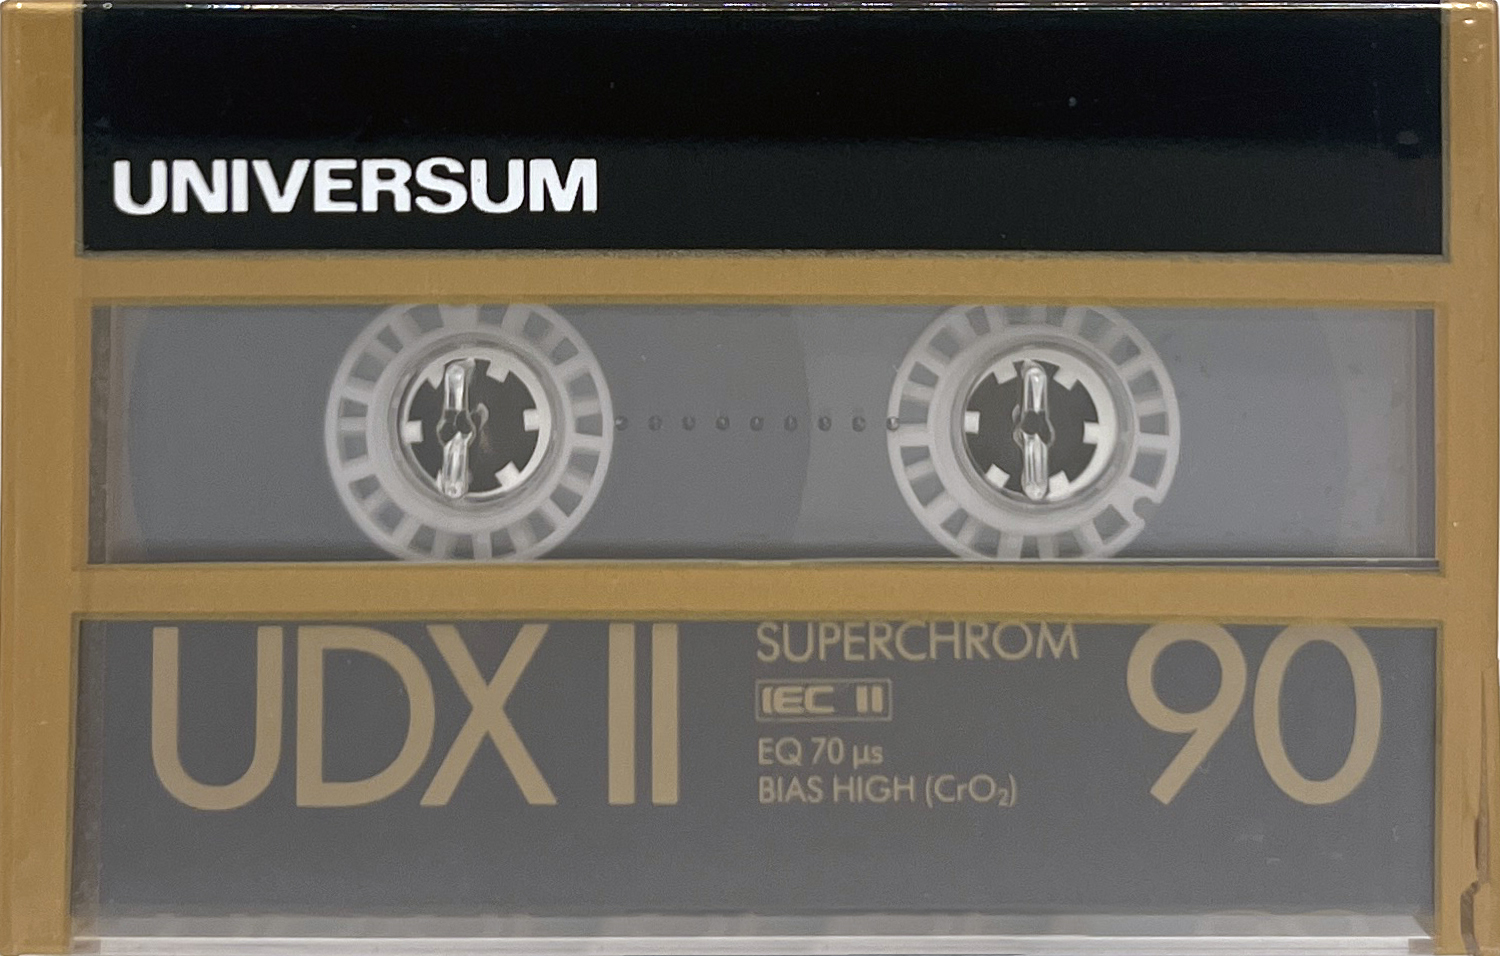 UNIVERSUM
UDX II
SUPERCHROM
IEC II
EQ 70 µs
BIAS HIGH (CrO₂)
90